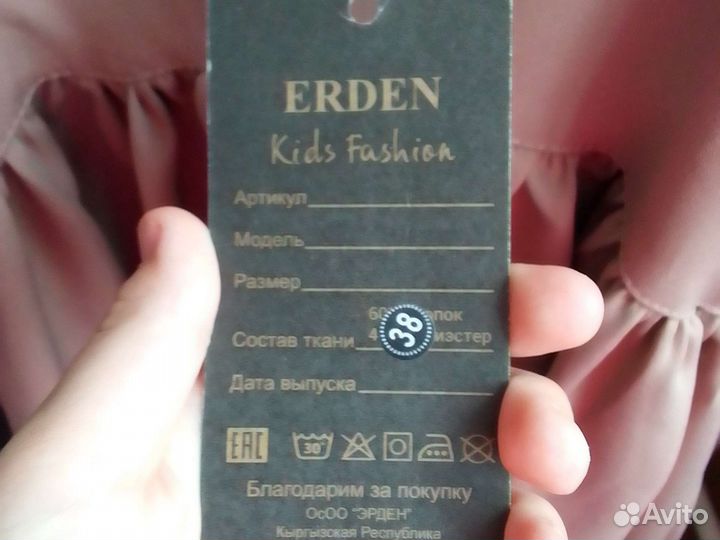 ERDEN
Kids Fashion
Артикул
Модель
Размер
38
Состав ткани
Дата выпуска
EAC 30°
Благодарим за покупку
ОсОО "ЭРДЕН"
Кыргызская Республика
Avito